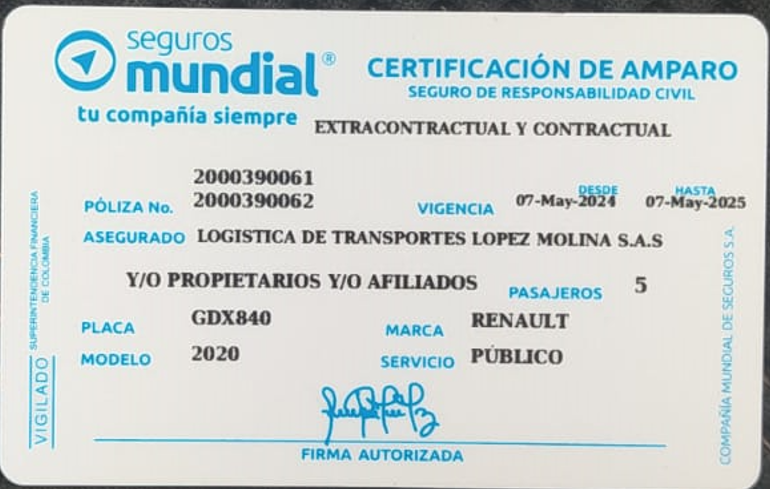 seguros
mundial®
tu compañía siempre
CERTIFICACIÓN DE AMPARO
SEGURO DE RESPONSABILIDAD CIVIL
EXTRACONTRACTUAL Y CONTRACTUAL
2000390061
PÓLIZA No. 2000390062
VIGENCIA DESDE 07-May-2024 HASTA 07-May-2025
ASEGURADO LOGISTICA DE TRANSPORTES LOPEZ MOLINA S.A.S
Y/O PROPIETARIOS Y/O AFILIADOS PASAJEROS 5
PLACA GDX840 MARCA RENAULT
MODELO 2020 SERVICIO PÚBLICO
FIRMA AUTORIZADA
VIGILADO SUPERINTENDENCIA FINANCIERA
DE COLOMBIA
COMPAÑÍA MUNDIAL DE SEGUROS S.A.